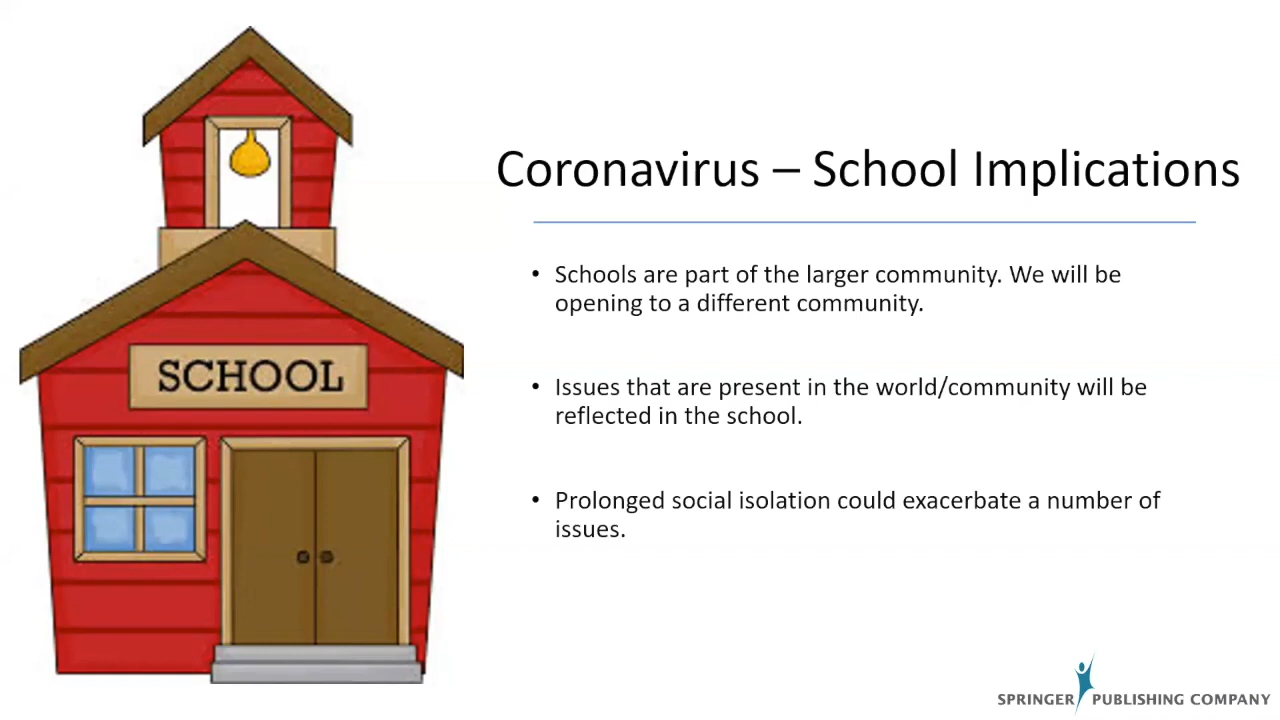 Coronavirus – School Implications
• Schools are part of the larger community. We will be
opening to a different community.
• Issues that are present in the world/community will be
reflected in the school.
• Prolonged social isolation could exacerbate a number of
issues.
SCHOOL
SPRINGER PUBLISHING COMPANY